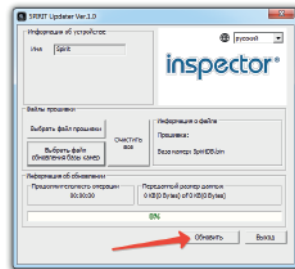 SPIRIT Updater Ver.1.0
Информация об устройстве
Имя Spirit
русский
inspector
Файлы прошивки
Выбрать файл прошивки
Выбрать файл
обновления базы камер
Очистить
все
Информация о файле
Прошивка:
База камер: SpiritDB.bin
Информация об обновлении
Продолжительность операции
00:00:00
Переданный размер данных
0 KB(0 Bytes) of 0 KB(0 Bytes)
0%
Обновить
Выход